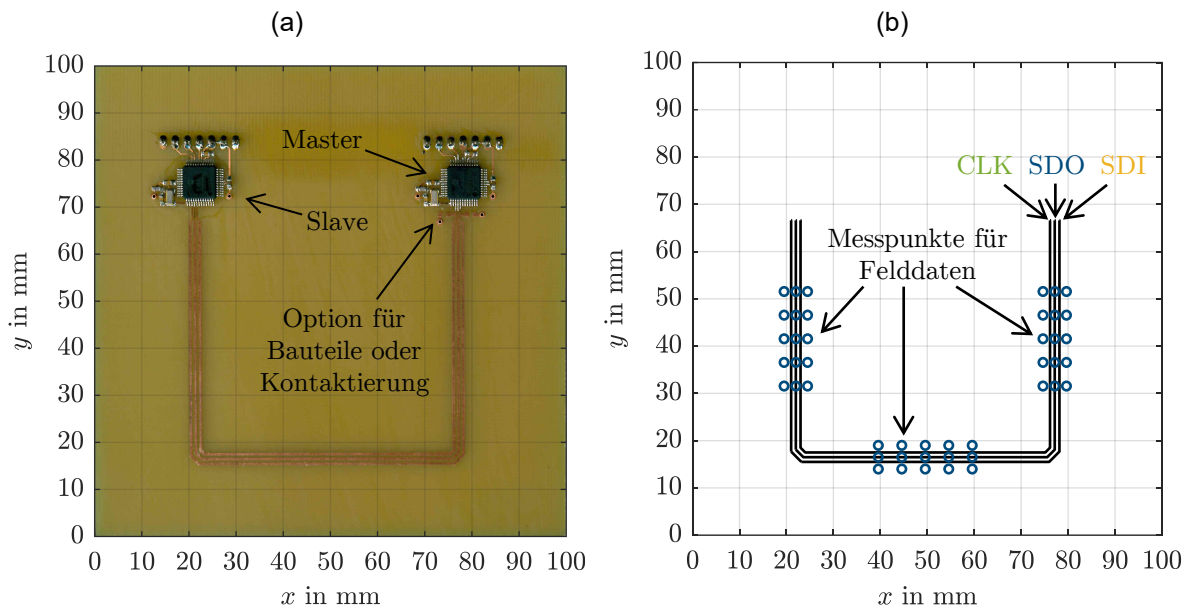 (a)
100
90
80
70
60
50
40
30
20
10
0
y in mm
Master
Slave
Option für
Bauteile oder
Kontaktierung
0 10 20 30 40 50 60 70 80 90 100
x in mm
(b)
100
90
80
70
60
50
40
30
20
10
0
y in mm
CLK SDO SDI
Messpunkte für
Felddaten
0 10 20 30 40 50 60 70 80 90 100
x in mm